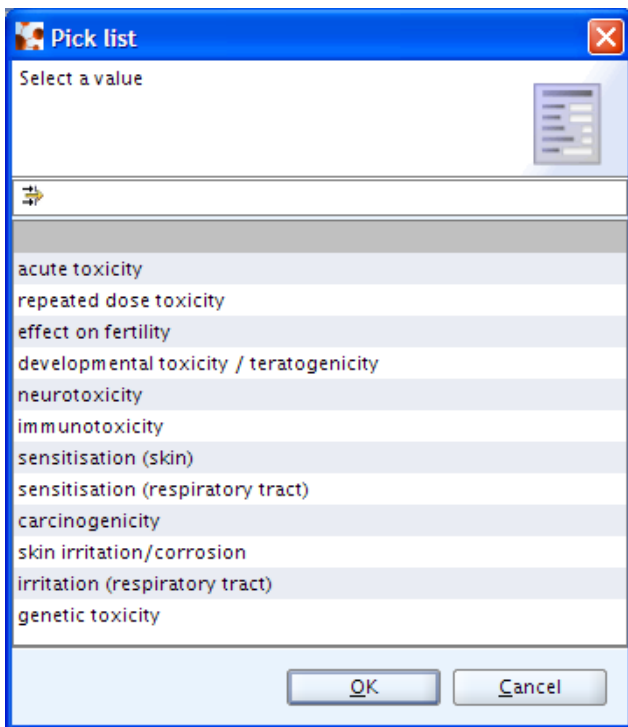 Pick list
Select a value
acute toxicity
repeated dose toxicity
effect on fertility
developmental toxicity / teratogenicity
neurotoxicity
immunotoxicity
sensitisation (skin)
sensitisation (respiratory tract)
carcinogenicity
skin irritation/corrosion
irritation (respiratory tract)
genetic toxicity
OK Cancel